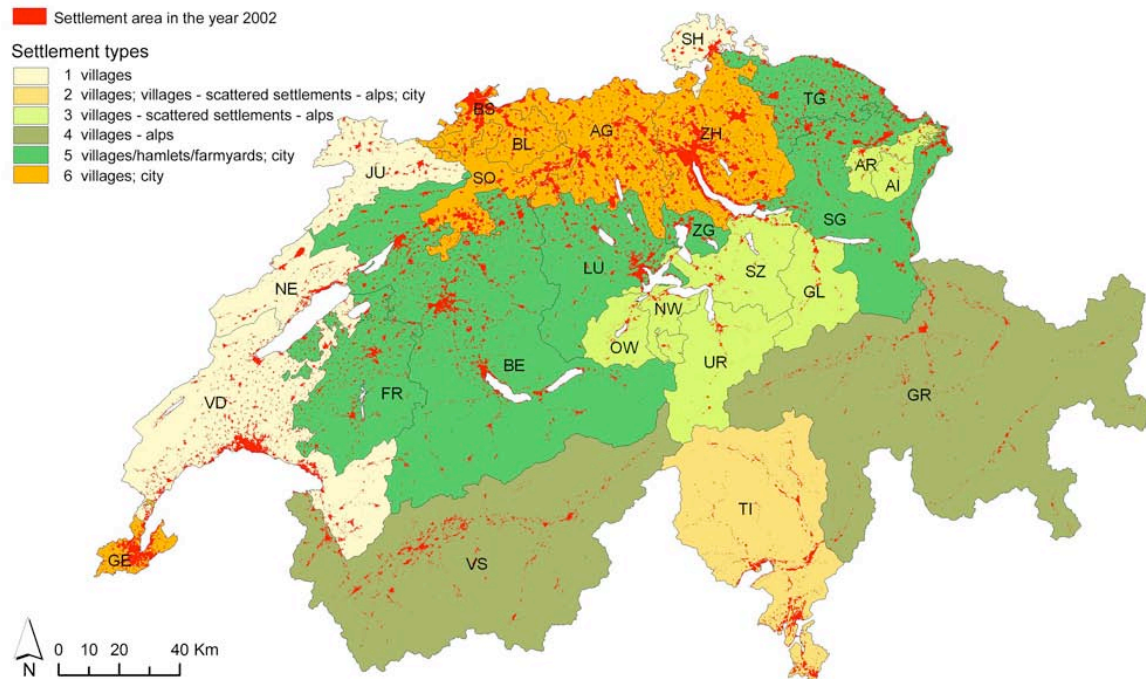 Settlement area in the year 2002
Settlement types
1 villages
2 villages; villages - scattered settlements - alps; city
3 villages - scattered settlements - alps
4 villages - alps
5 villages/hamlets/farmyards; city
6 villages; city
SH
BS
BL
AG
ZH
TG
JU
SO
AR
AI
ZG
SG
NE
LU
SZ
GL
NW
OW
BE
UR
FR
GR
VD
TI
GE
VS
N
0 10 20 40 Km